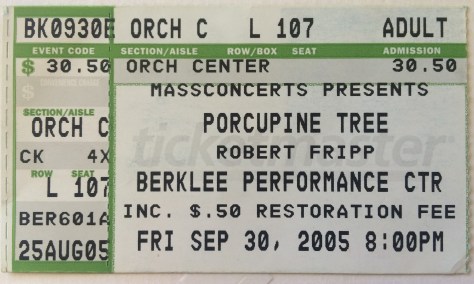 BK0930E ORCH C L 107 ADULT
EVENT CODE SECTION/AISLE ROW/BOX SEAT ADMISSION
$ 30.50 ORCH CENTER 30.50
MASSCONCERTS PRESENTS
SECTION/AISLE PORCUPINE TREE
ORCH C
ticketmaster
CK 4X ROBERT FRIPP
ROW SEAT
L 107 BERKLEE PERFORMANCE CTR
BER601A INC. $.50 RESTORATION FEE
25AUG05 FRI SEP 30, 2005 8:00PM